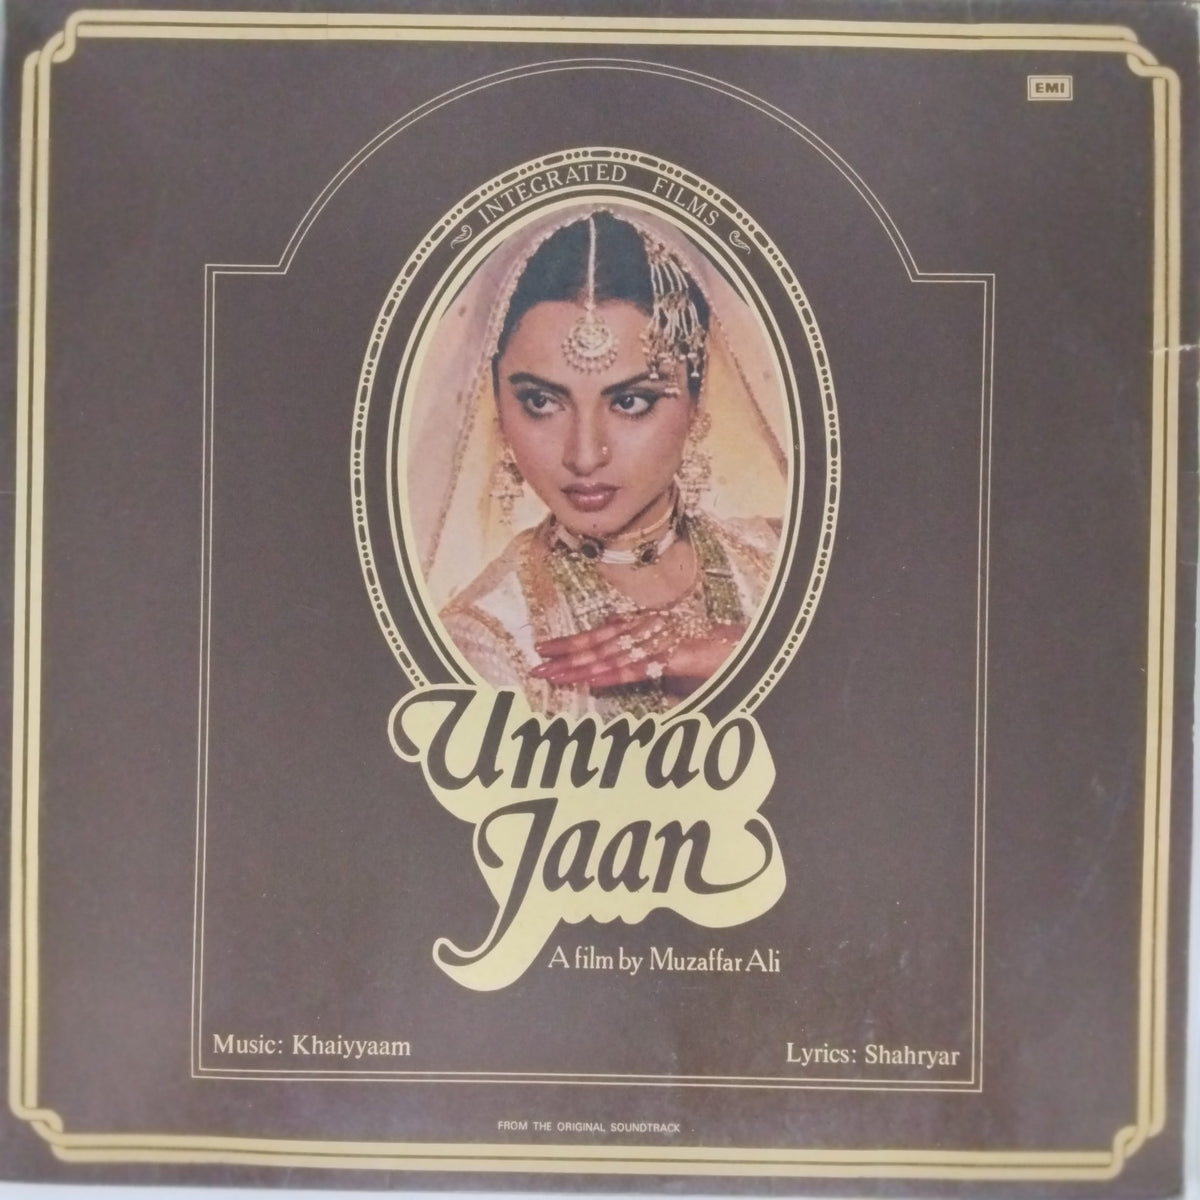 EMI
INTEGRATED FILMS
Umrao
Jaan
A film by Muzaffar Ali
Music: Khaiyyaam
Lyrics: Shahryar
FROM THE ORIGINAL SOUNDTRACK